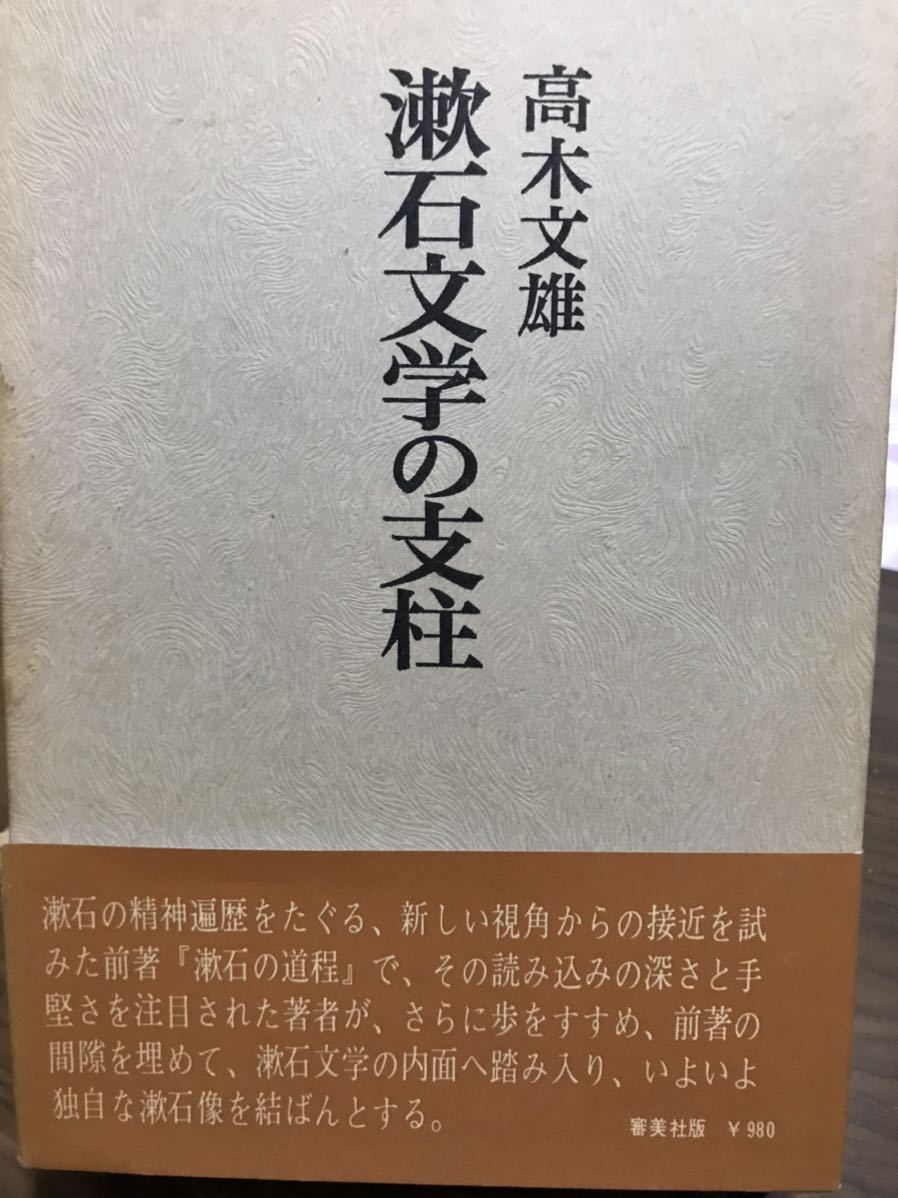 高木文雄
漱石文学の支柱
漱石の精神遍歴をたぐる、新しい視角からの接近を試
みた前著『漱石の道程』で、その読み込みの深さと手
堅さを注目された著者が、さらに歩をすすめ、前著の
間隙を埋めて、漱石文学の内面へ踏み入り、いよいよ
独自な漱石像を結ばんとする。
審美社版 ￥980